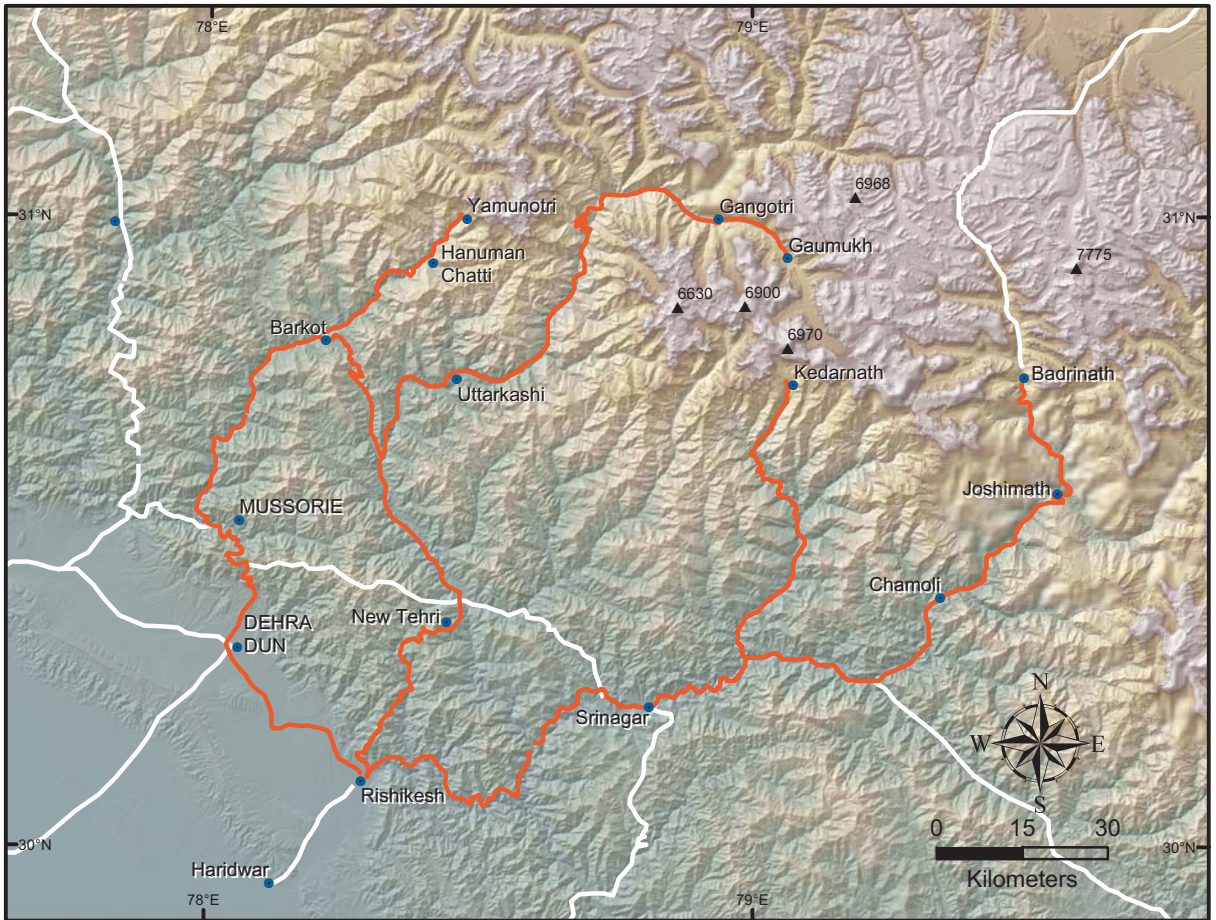 78°E
79°E
6968
Yamunotri
Gangotri
31°N
31°N
Hanuman
Chatti
Gaumukh
7775
6630
6900
Barkot
6970
Kedarnath
Badrinath
Uttarkashi
Joshimath
MUSSORIE
Chamoli
New Tehri
DEHRA
DUN
N
Srinagar
W
E
Rishikesh
S
0 15 30
30°N
30°N
Haridwar
Kilometers
78°E
79°E